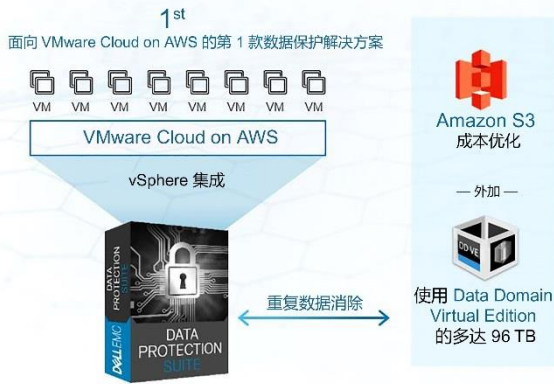 1st
面向 VMware Cloud on AWS 的第 1 款数据保护解决方案
VM VM VM VM VM VM VM VM
VMware Cloud on AWS
vSphere 集成
DATA
PROTECTION
SUITE
DELLEMC
DATA
PROTECTION
SUITE
重复数据消除
Amazon S3
成本优化
— 外加 —
DD VE
使用 Data Domain
Virtual Edition
的多达 96 TB